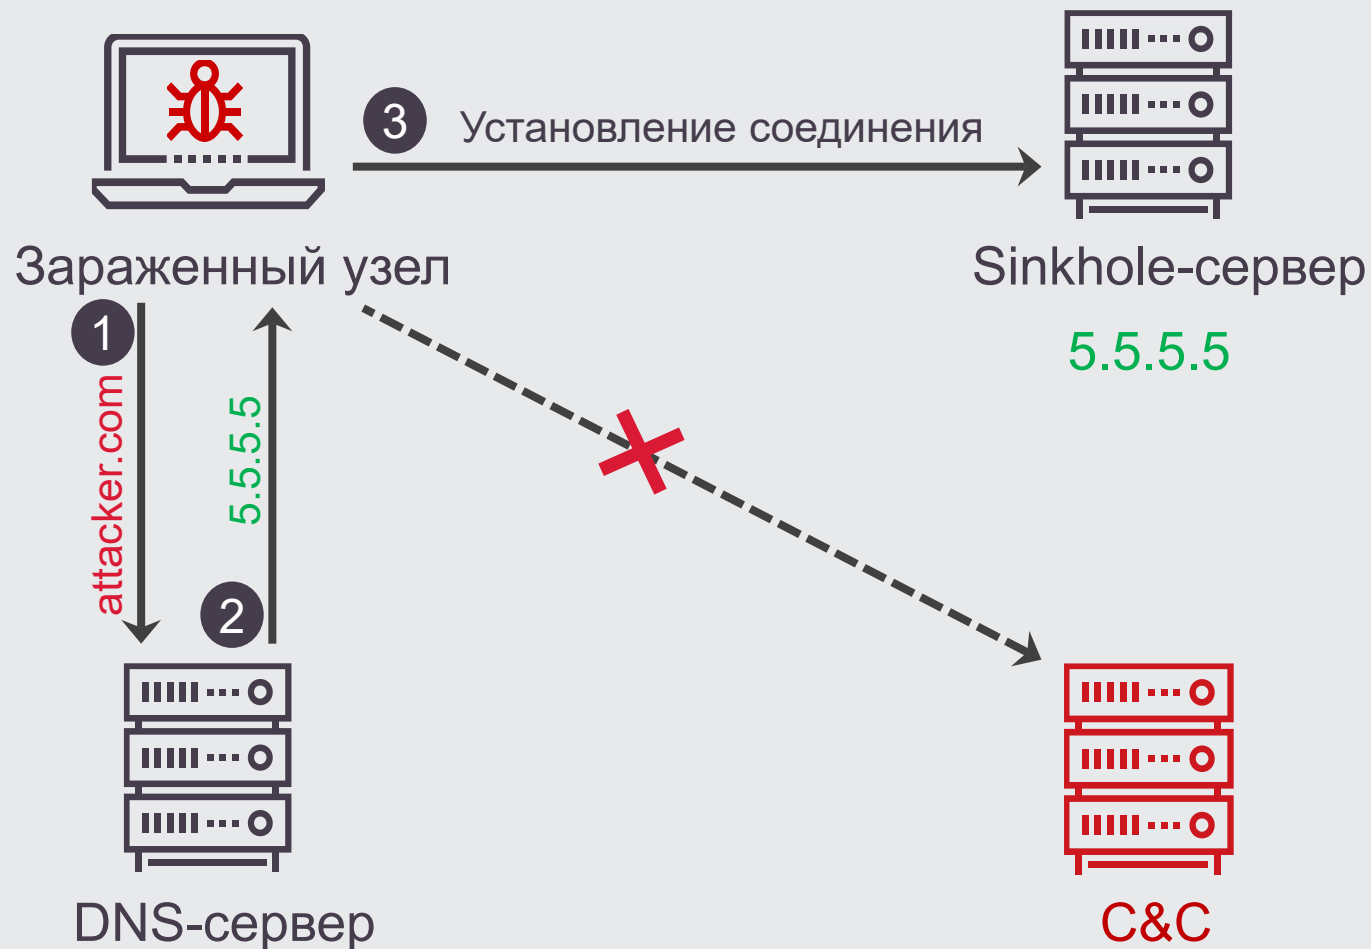 3
Установление соединения
Зараженный узел
Sinkhole-сервер
5.5.5.5
1
attacker.com
5.5.5.5
2
DNS-сервер
C&C